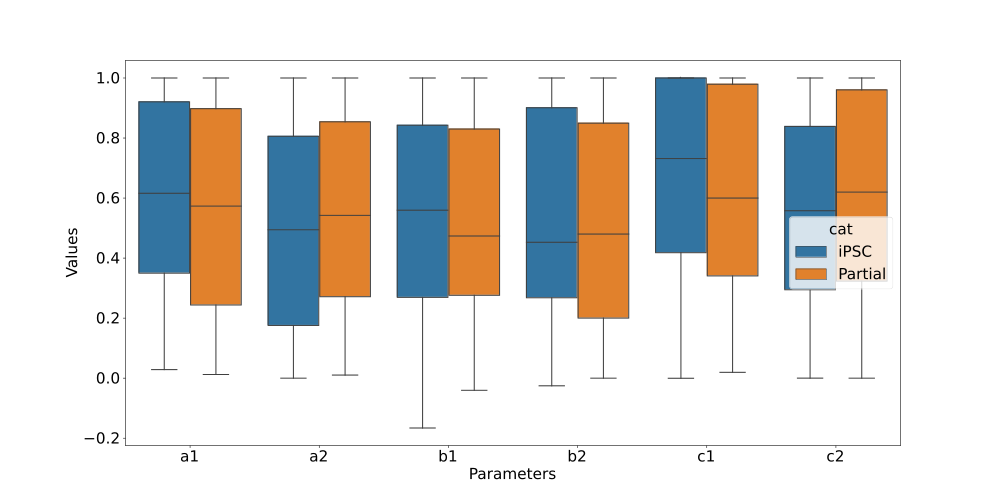 1.0
0.8
0.6
0.4
0.2
0.0
−0.2
Values
cat
iPSC
Partial
a1 a2 b1 b2 c1 c2
Parameters